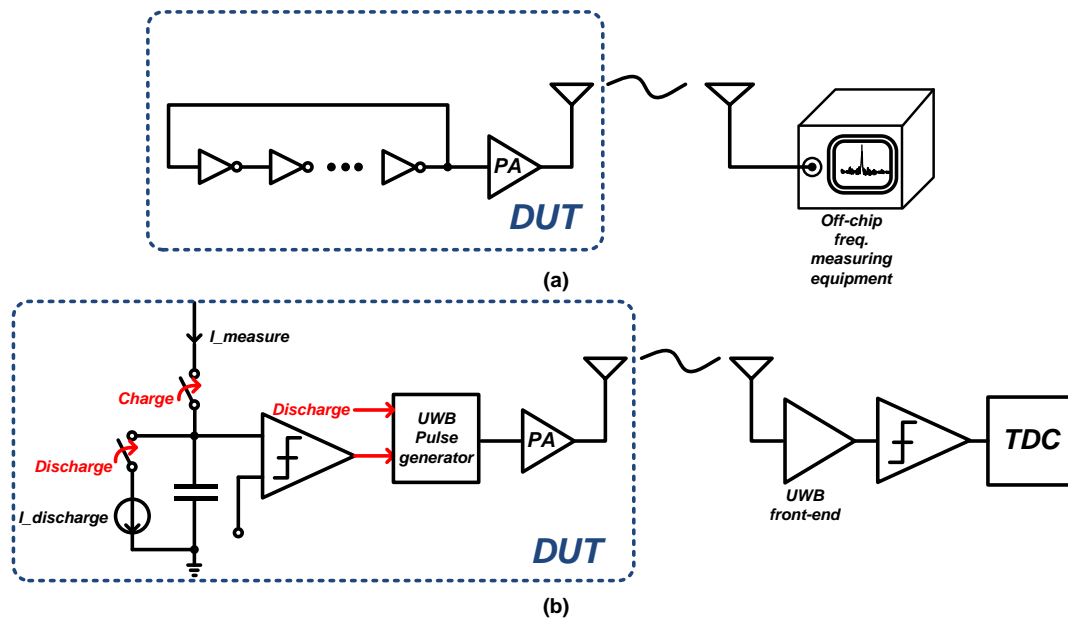 PA
DUT
Off-chip
freq.
measuring
equipment
(a)
I_measure
Charge
Discharge
Discharge
I_discharge
UWB
Pulse
generator
PA
UWB
front-end
TDC
DUT
(b)